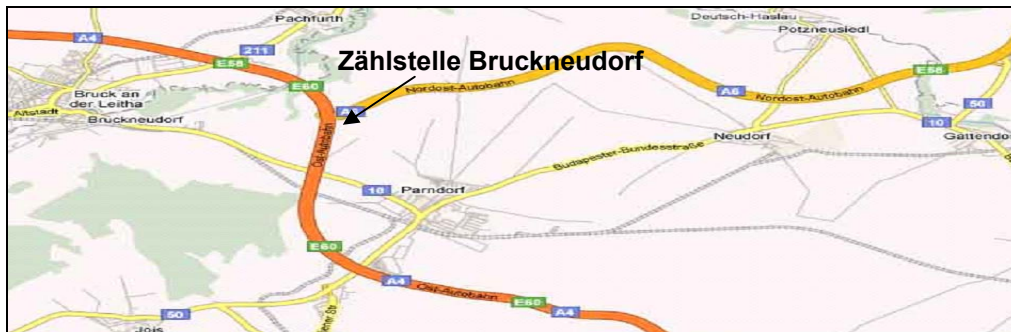 Pachfurth
Deutsch-Haslau
Potzneusiedl
A4
211
E58
Zählstelle Bruckneudorf
E60
E58
Bruck an
der Leitha
Nordost-Autobahn
A6
Nordost-Autobahn
50
Altstadt
Bruckneudorf
Ost-Autobahn
10
Neudorf
Gattendorf
Budapester-Bundesstraße
10
Parndorf
E60
A4
Ost-Autobahn
E60
A4
50
Jois